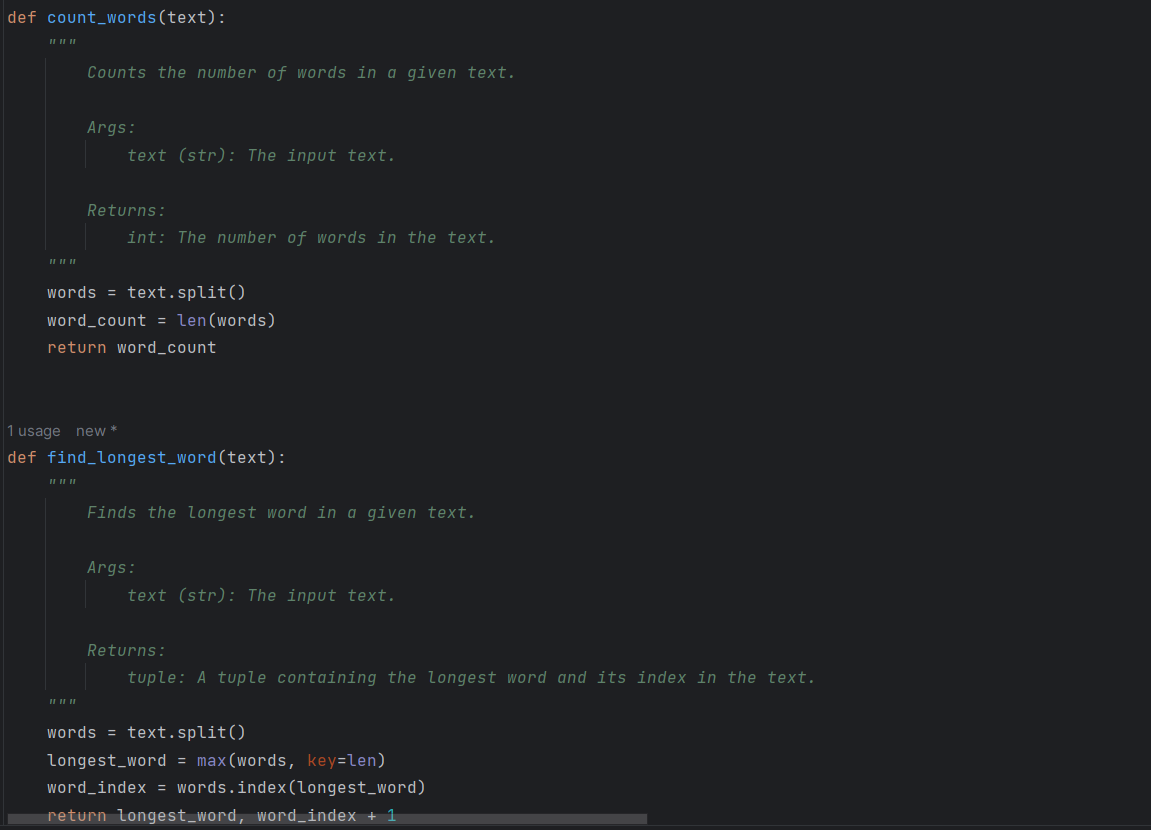 def count_words(text):
"""
Counts the number of words in a given text.
Args:
text (str): The input text.
Returns:
int: The number of words in the text.
"""
words = text.split()
word_count = len(words)
return word_count
1 usage new *
def find_longest_word(text):
"""
Finds the longest word in a given text.
Args:
text (str): The input text.
Returns:
tuple: A tuple containing the longest word and its index in the text.
"""
words = text.split()
longest_word = max(words, key=len)
word_index = words.index(longest_word)
return longest_word, word_index + 1